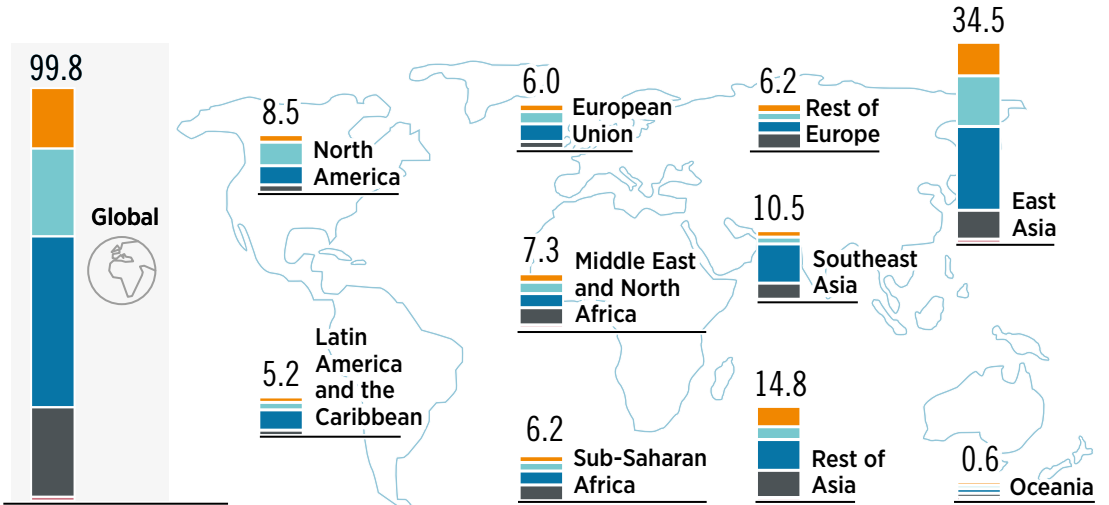 99.8
Global
8.5
North
America
5.2
Latin
America
and the
Caribbean
6.0
European
Union
7.3
Middle East
and North
Africa
6.2
Sub-Saharan
Africa
6.2
Rest of
Europe
10.5
Southeast
Asia
14.8
Rest of
Asia
34.5
East
Asia
0.6
Oceania